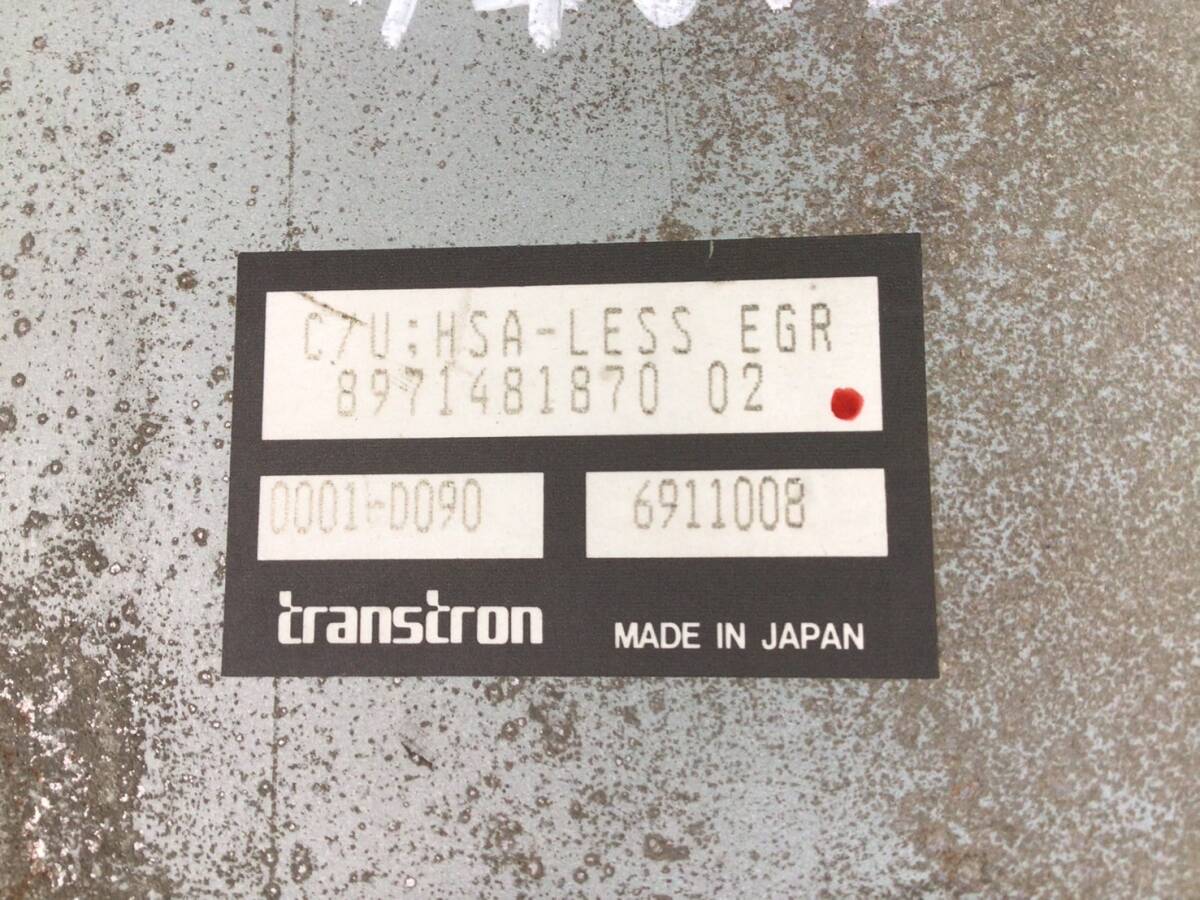 C/U;HSA-LESS EGR
8971481870 02
0001-D090
6911008
transtron
MADE IN JAPAN